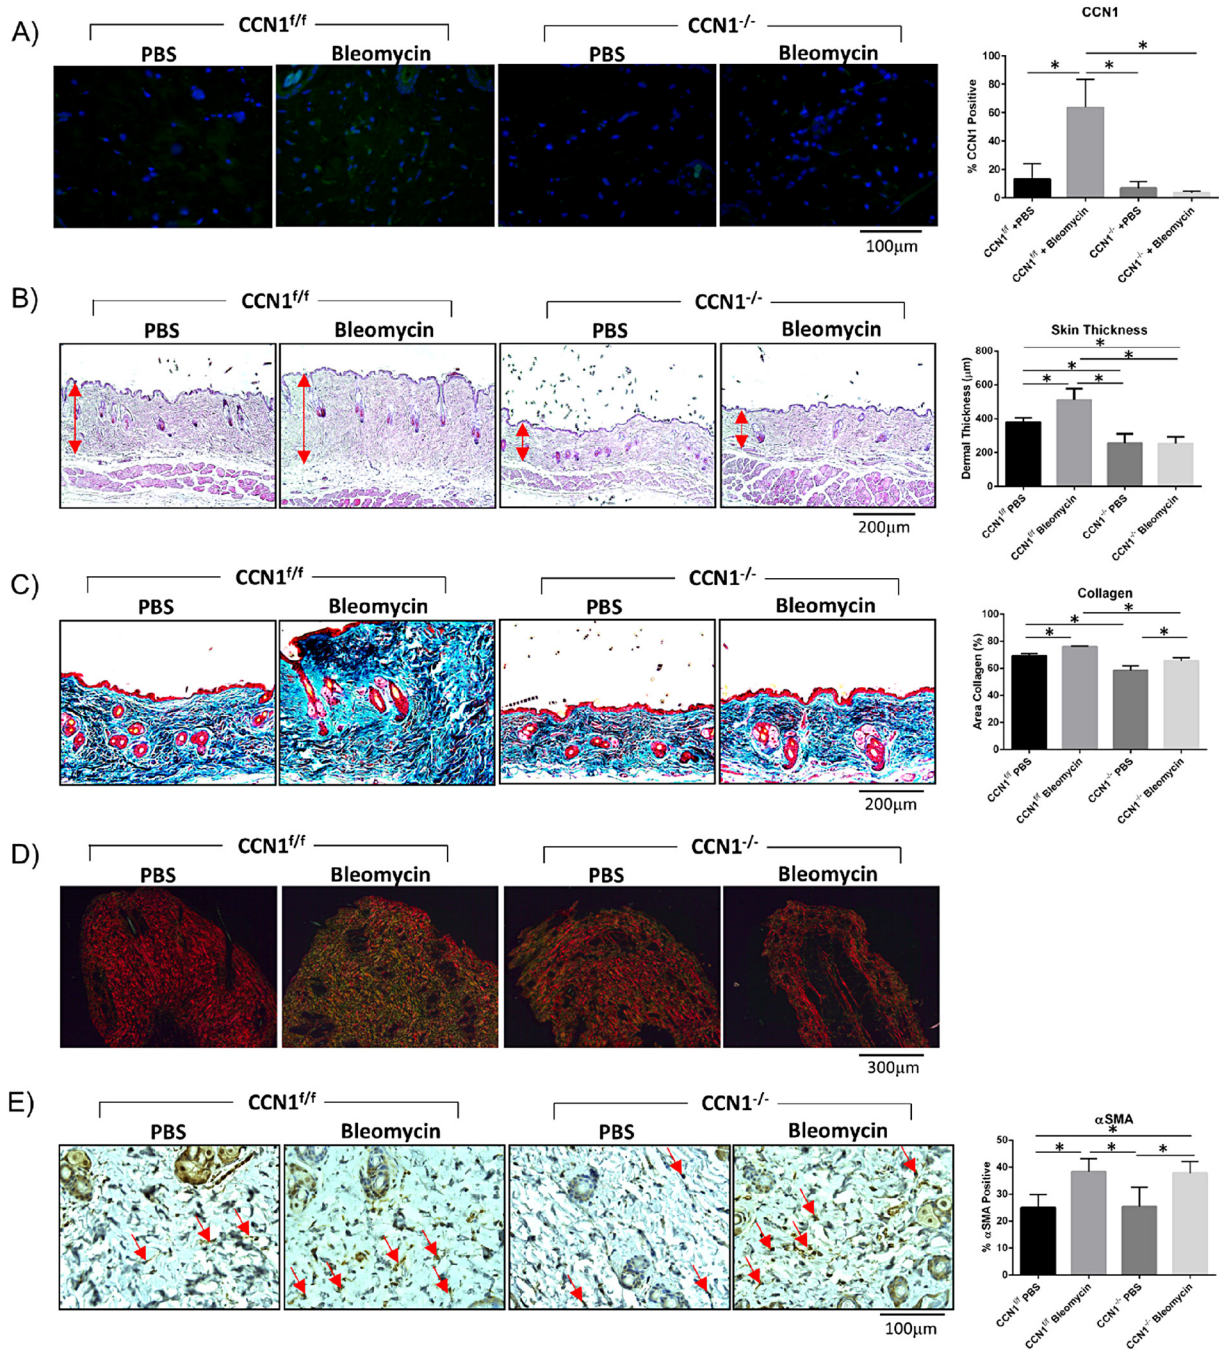 A)
CCN1f/f
CCN1-/-
PBS
Bleomycin
PBS
Bleomycin
100μm
CCN1
% CCN1 Positive
100
80
60
40
20
0
*
*
*
CCN1f/f +PBS
CCN1f/f + Bleomycin
CCN1-/- +PBS
CCN1-/- + Bleomycin
B)
CCN1f/f
CCN1-/-
PBS
Bleomycin
PBS
Bleomycin
200μm
Skin Thickness
Dermal Thickness (μm)
800
600
400
200
0
*
*
*
*
*
CCN1f/f PBS
CCN1f/f Bleomycin
CCN1-/- PBS
CCN1-/- Bleomycin
C)
CCN1f/f
CCN1-/-
PBS
Bleomycin
PBS
Bleomycin
200μm
Collagen
Area Collagen (%)
100
80
60
40
20
0
*
*
*
*
CCN1f/f PBS
CCN1f/f Bleomycin
CCN1-/- PBS
CCN1-/- Bleomycin
D)
CCN1f/f
CCN1-/-
PBS
Bleomycin
PBS
Bleomycin
300μm
E)
CCN1f/f
CCN1-/-
PBS
Bleomycin
PBS
Bleomycin
100μm
αSMA
% αSMA Positive
50
40
30
20
10
0
*
*
*
*
CCN1f/f PBS
CCN1f/f Bleomycin
CCN1-/- PBS
CCN1-/- Bleomycin